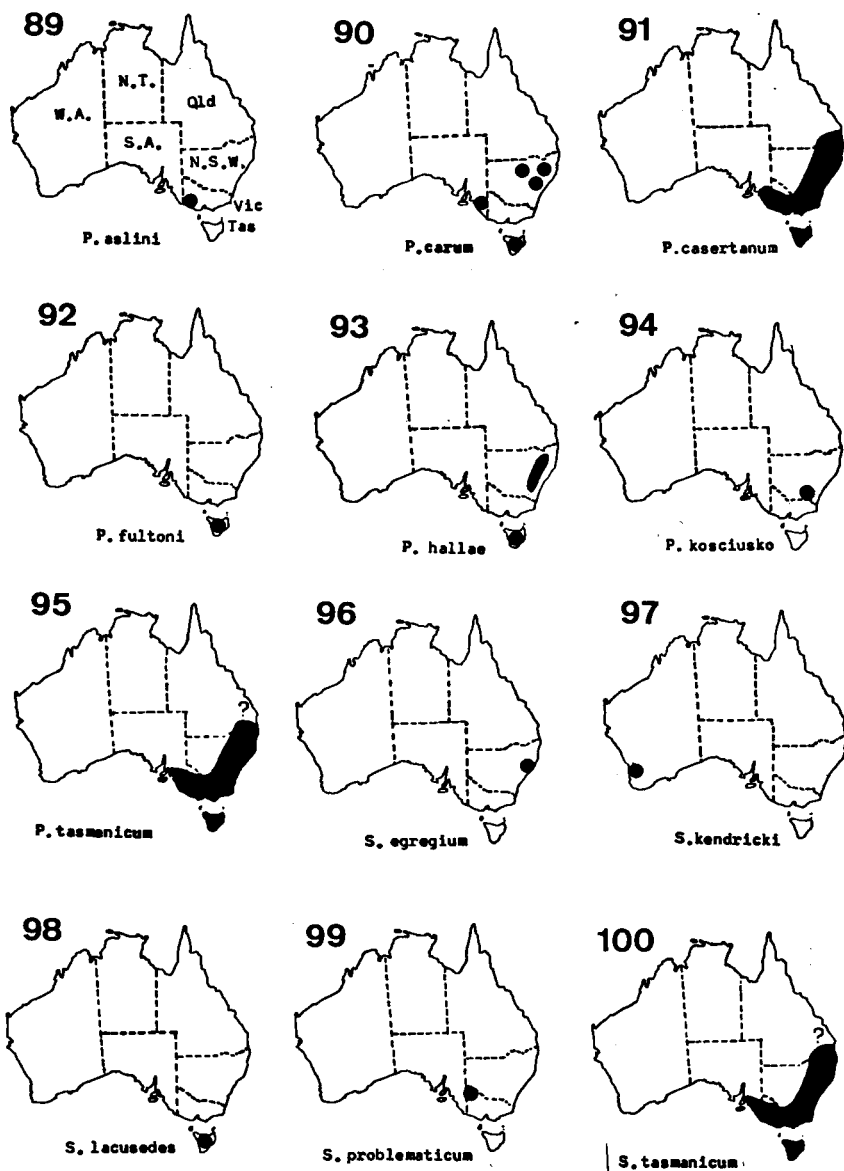 89
W.A.
N.T.
Qld
S.A.
N.S.W.
Vic
Tas
P.aslini
90
P.carum
91
P.casertanum
92
P. fultoni
93
P. hallae
94
P. kosciusko
95
?
P.tasmanicum
96
S. egregium
97
S.kendricki
98
S. lacusedes
99
S. problematicum
100
?
S.tasmanicum